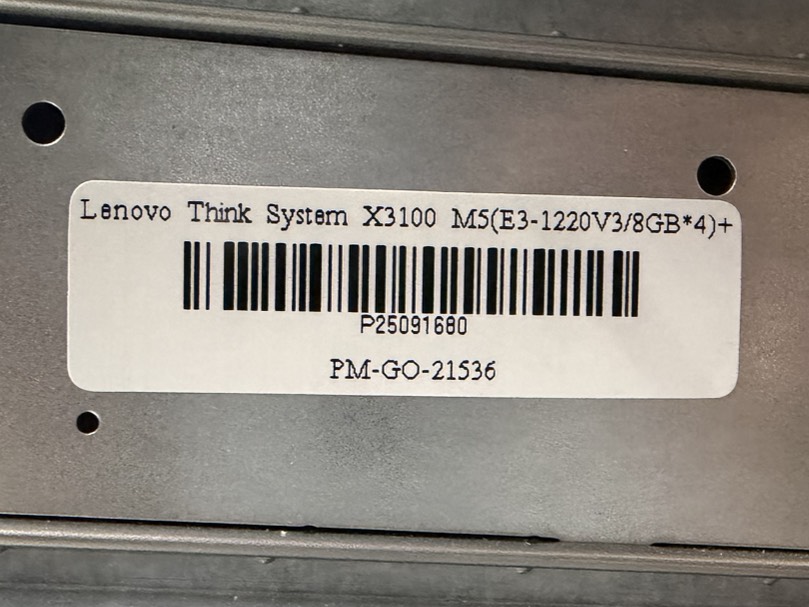 Lenovo Think System X3100 M5(E3-1220V3/8GB*4)+
P25091680
PM-GO-21536